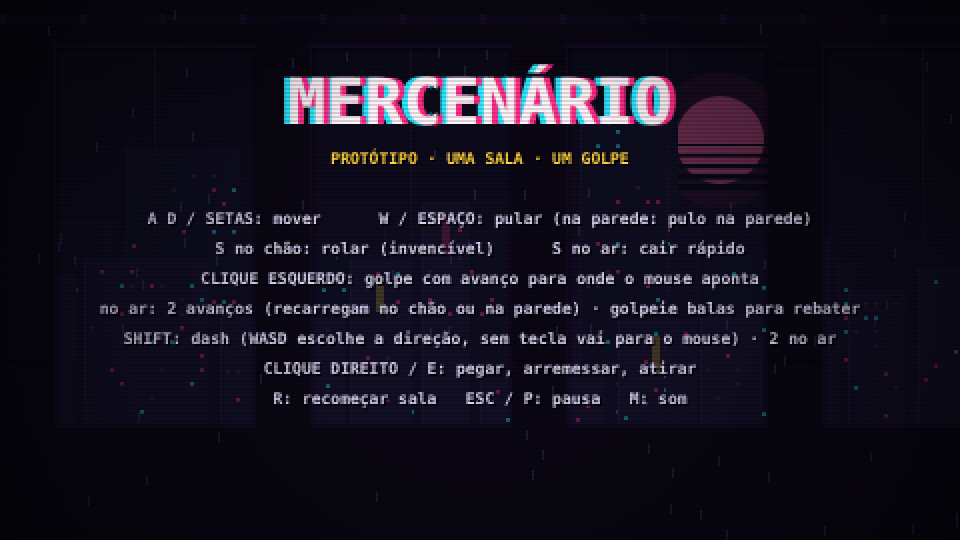 MERCENÁRIO
PROTÓTIPO · UMA SALA · UM GOLPE
A D / SETAS: mover W / ESPAÇO: pular (na parede: pulo na parede)
S no chão: rolar (invencível) S no ar: cair rápido
CLIQUE ESQUERDO: golpe com avanço para onde o mouse aponta
no ar: 2 avanços (recarregam no chão ou na parede) · golpeie balas para rebater
SHIFT: dash (WASD escolhe a direção, sem tecla vai para o mouse) · 2 no ar
CLIQUE DIREITO / E: pegar, arremessar, atirar
R: recomeçar sala ESC / P: pausa M: som